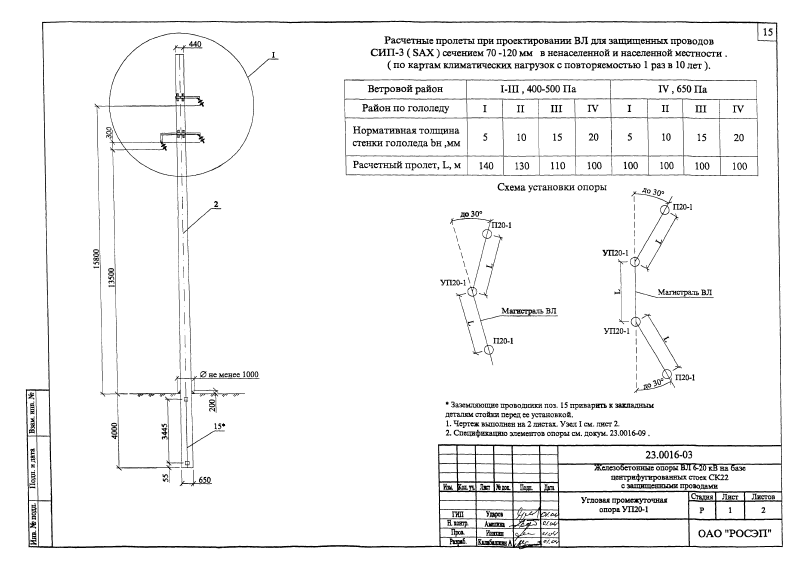 15
Расчетные пролеты при проектировании ВЛ для защищенных проводов
СИП-3 ( SAX ) сечением 70 -120 мм в ненаселенной и населенной местности .
( по картам климатических нагрузок с повторяемостью 1 раз в 10 лет ).
Ветровой район I-III , 400-500 Па IV , 650 Па
Район по гололеду I II III IV I II III IV
Нормативная толщина
стенки гололеда bн ,мм 5 10 15 20 5 10 15 20
Расчетный пролет, L, м 140 130 110 100 100 100 100 100
440
1
300
2
15800
13500
Ø не менее 1000
200
4000
3445
15*
55
650
Схема установки опоры
до 30°
П20-1
L
УП20-1
Магистраль ВЛ
L
П20-1
до 30°
П20-1
L
УП20-1
L
Магистраль ВЛ
УП20-1
L
П20-1
до 30°
* Заземляющие проводники поз. 15 приварить к закладным
деталям стойки перед ее установкой.
1. Чертеж выполнен на 2 листах. Узел I см. лист 2.
2. Спецификацию элементов опоры см. докум. 23.0016-09 .
Взам. инв. №
Подп. и дата
Инв. № подл.
23.0016-03
Железобетонные опоры ВЛ 6-20 кВ на базе
центрифугированных стоек СК22
с защищенными проводами
Изм. Кол. уч. Лист № док. Подп. Дата
Угловая промежуточная
опора УП20-1
Стадия Лист Листов
Р 1 2
ГИП Ударов
Н. контр. Амелина
Пров.
Разраб. Калабашкин А
ОАО "РОСЭП"